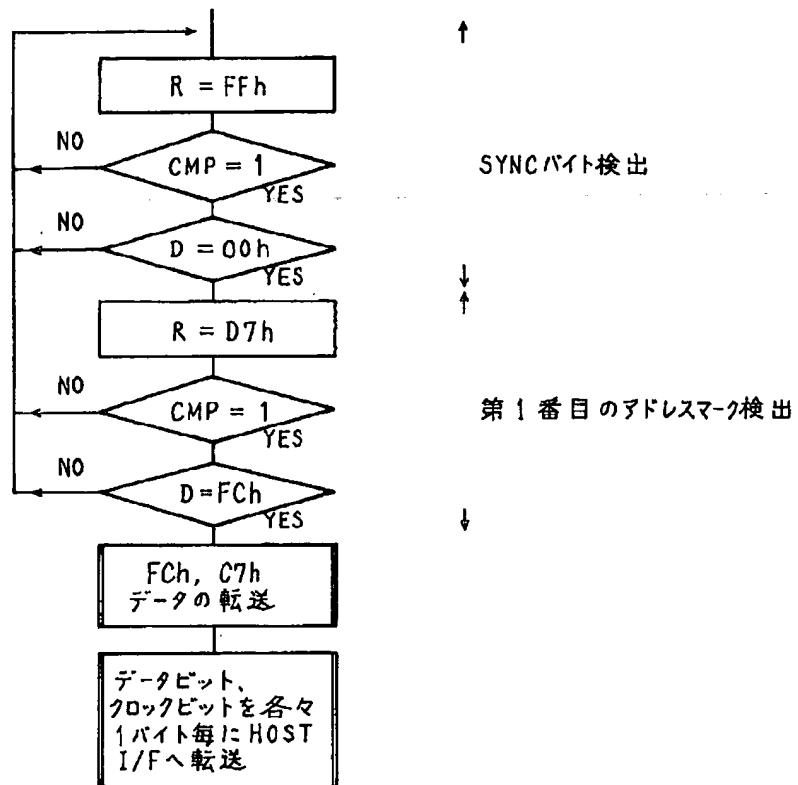 R = FFh
NO
CMP = 1
YES
SYNCバイト検出
NO
D = 00h
YES
R = D7h
NO
CMP = 1
YES
第1番目のアドレスマーク検出
NO
D=FCh
YES
FCh, C7h
データの転送
データビット、
クロックビットを各々
1バイト毎にHOST
I/Fへ転送